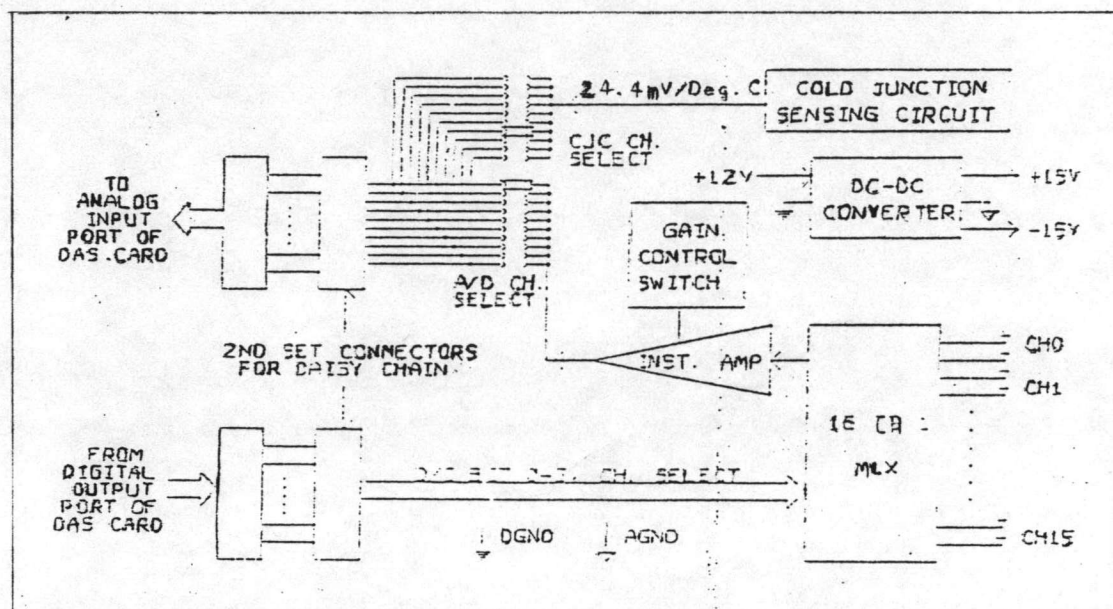 24.4mV/Deg.C
COLD JUNCTION
SENSING CIRCUIT
CJC CH.
SELECT
TO
ANALOG
INPUT
PORT OF
DAS CARD
+12V
DC-DC
CONVERTER
+15V
-15V
GAIN
CONTROL
SWITCH
A/D CH.
SELECT
2ND SET CONNECTORS
FOR DAISY CHAIN
INST. AMP
CH0
CH1
MUX
FROM
DIGITAL
OUTPUT
PORT OF
DAS CARD
CH. SELECT
DGND
AGND
CH15